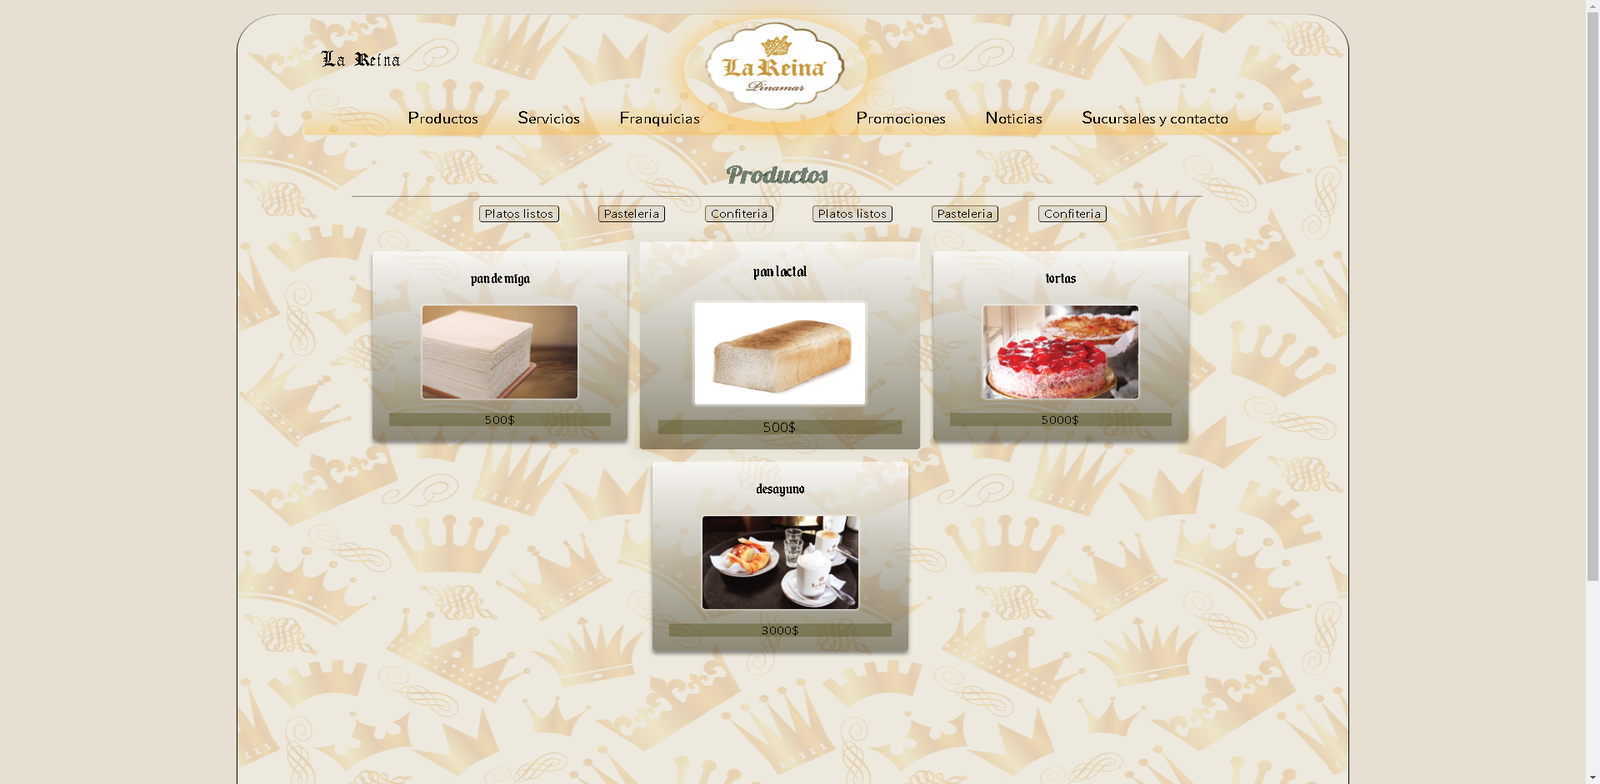 La Reina
La Reina
Pinamar
Productos Servicios Franquicias Promociones Noticias Sucursales y contacto
Productos
Platos listos Pasteleria Confiteria Platos listos Pasteleria Confiteria
pan de miga
500$
pan lactal
500$
tortas
5000$
desayuno
3000$